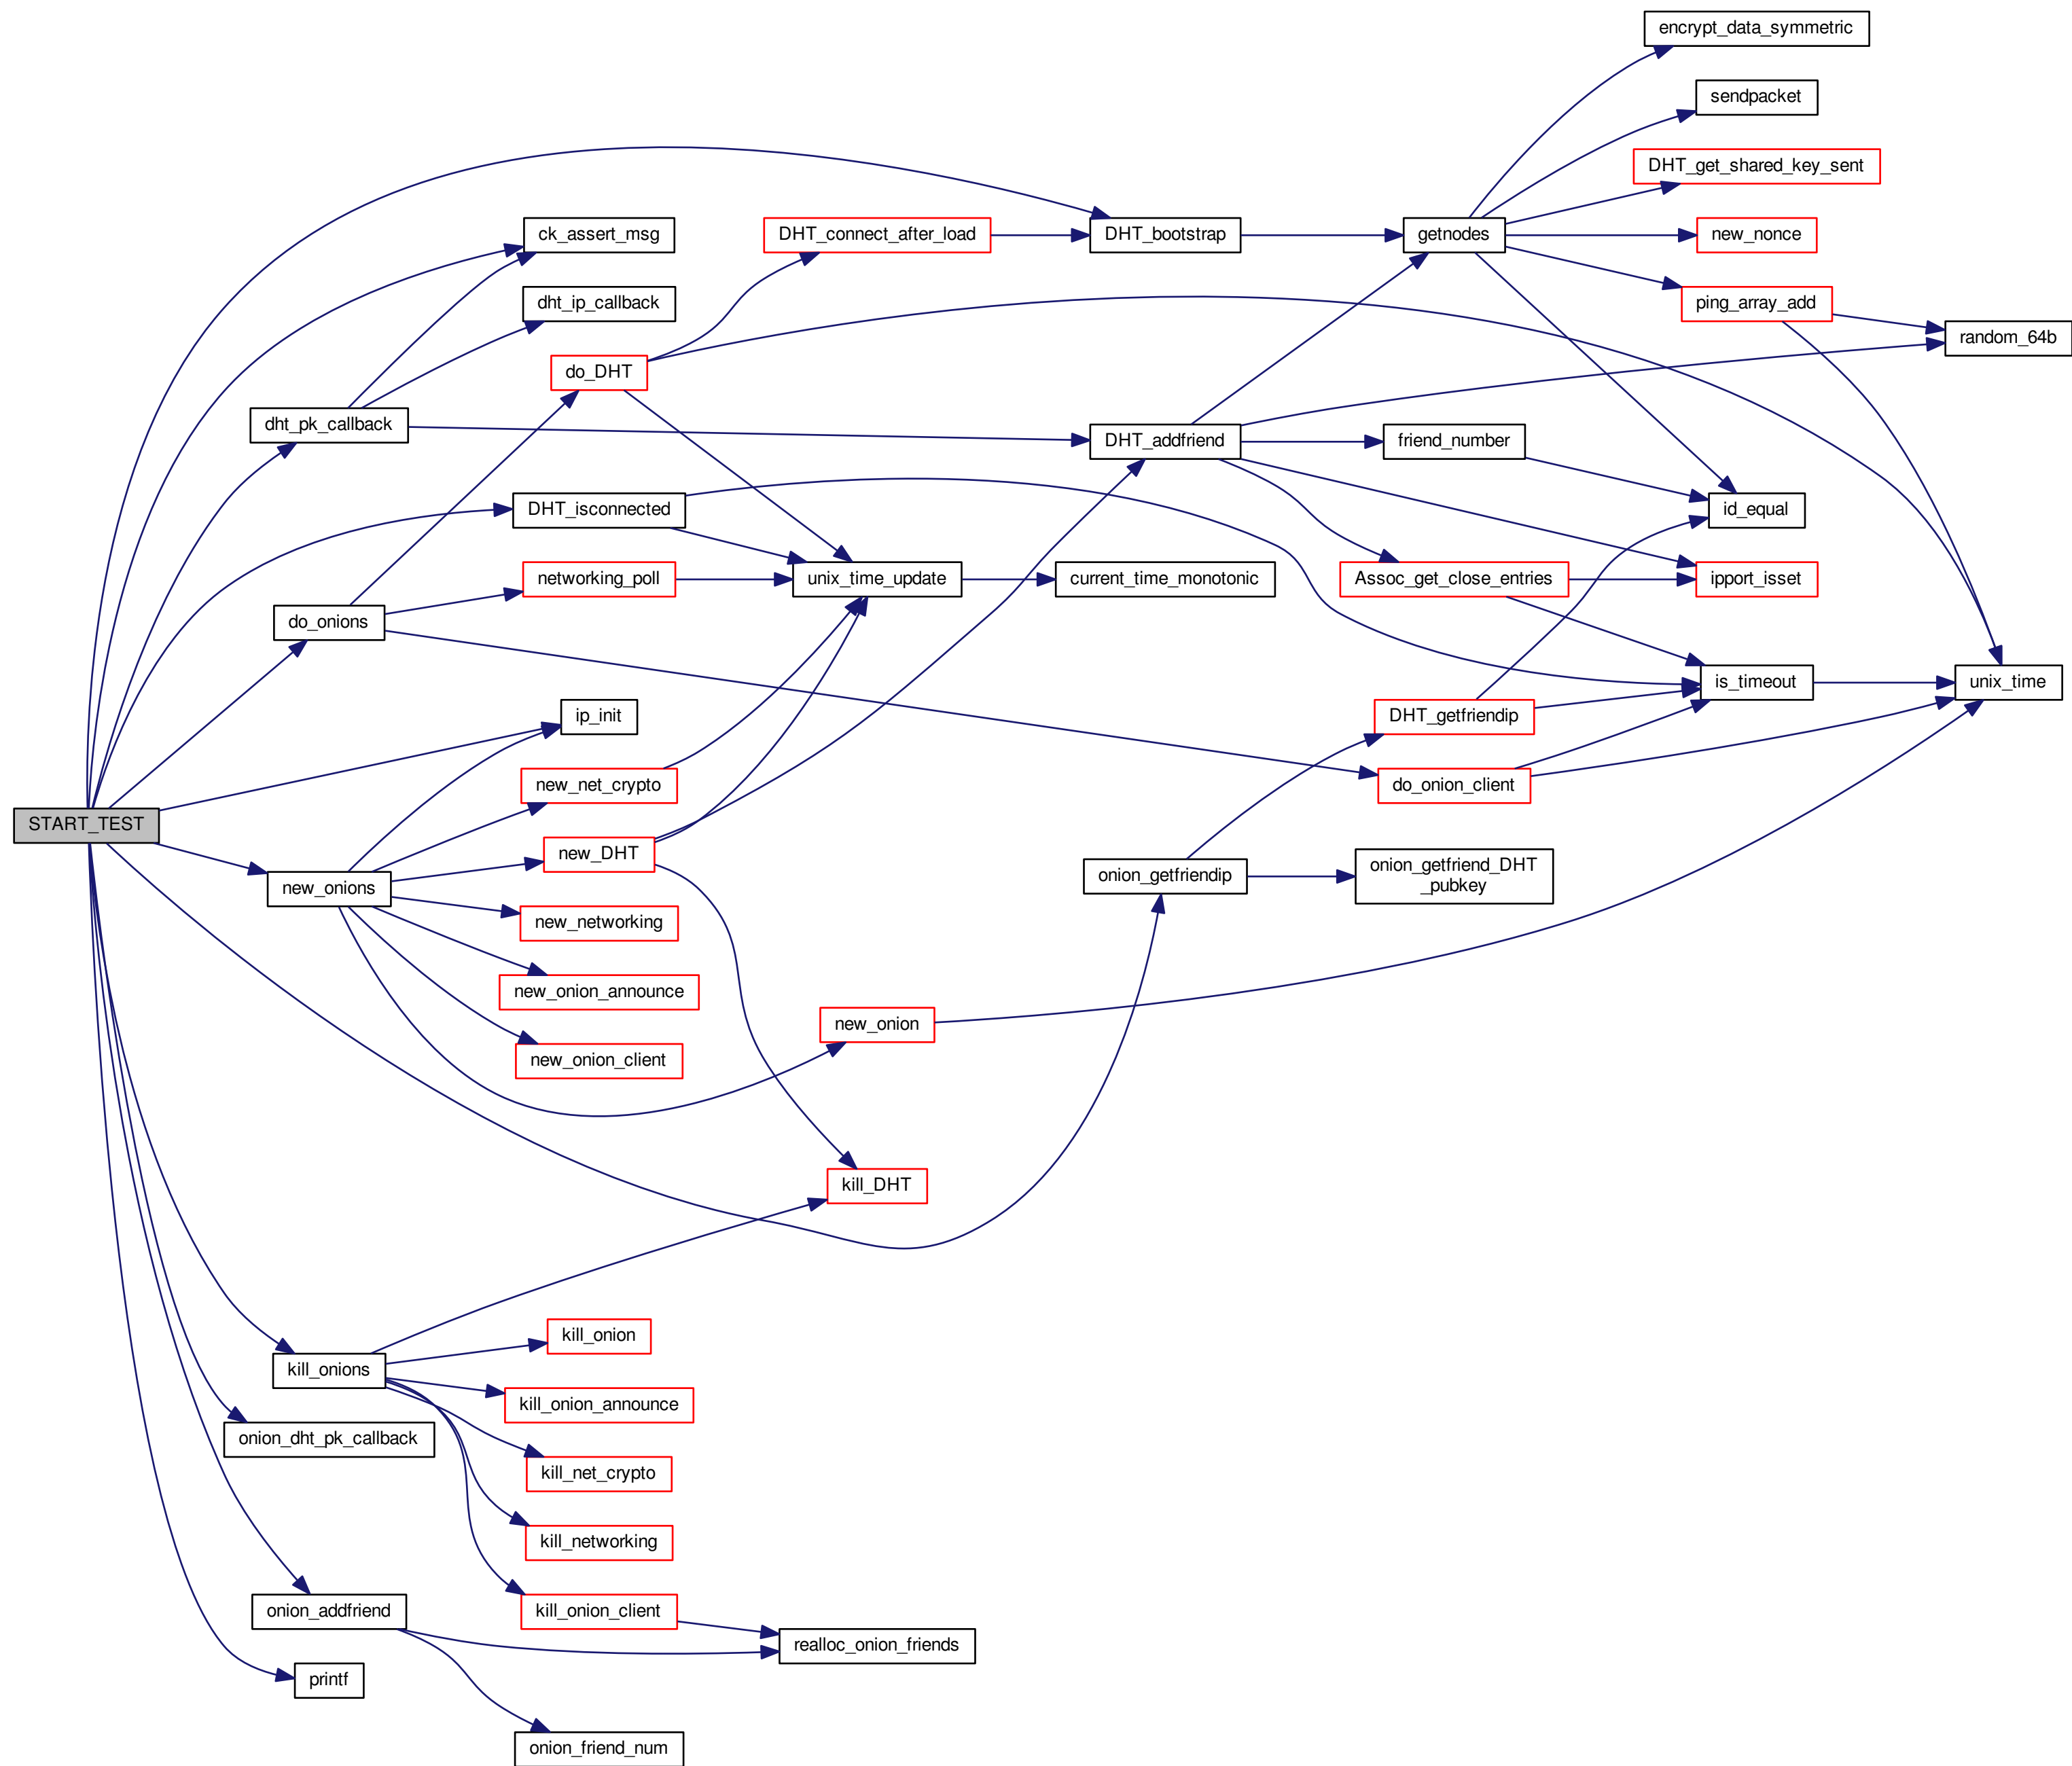 encrypt_data_symmetric
sendpacket
DHT_get_shared_key_sent
ck_assert_msg
DHT_connect_after_load
DHT_bootstrap
getnodes
new_nonce
dht_ip_callback
ping_array_add
random_64b
do_DHT
dht_pk_callback
DHT_addfriend
friend_number
DHT_isconnected
id_equal
networking_poll
unix_time_update
current_time_monotonic
Assoc_get_close_entries
ipport_isset
do_onions
is_timeout
unix_time
ip_init
DHT_getfriendip
new_net_crypto
do_onion_client
START_TEST
new_DHT
new_onions
onion_getfriendip
onion_getfriend_DHT
_pubkey
new_networking
new_onion_announce
new_onion
new_onion_client
kill_DHT
kill_onion
kill_onions
kill_onion_announce
onion_dht_pk_callback
kill_net_crypto
kill_networking
onion_addfriend
kill_onion_client
realloc_onion_friends
printf
onion_friend_num